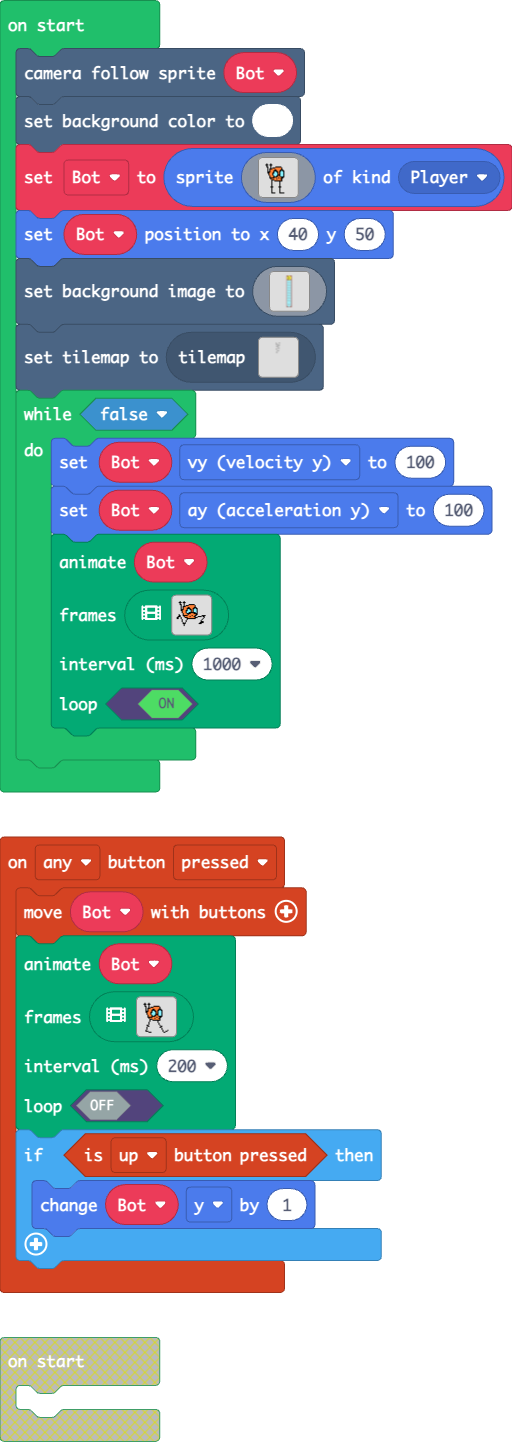 on start
camera follow sprite Bot
set background color to
set Bot to sprite of kind Player
set Bot position to x 40 y 50
set background image to
set tilemap to tilemap
while false
do
set Bot vy (velocity y) to 100
set Bot ay (acceleration y) to 100
animate Bot
frames
interval (ms) 1000
loop ON
on any button pressed
move Bot with buttons
animate Bot
frames
interval (ms) 200
loop OFF
if is up button pressed then
change Bot y by 1
on start